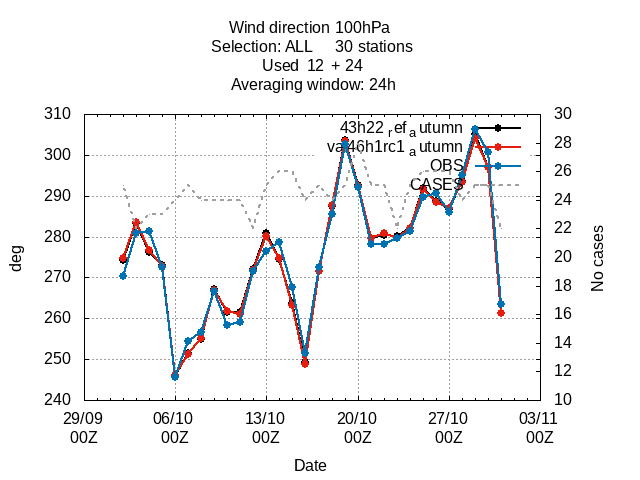 Wind direction 100hPa
Selection: ALL     30 stations
Used  12  + 24
Averaging window: 24h
310
300
290
280
270
260
250
240
30
28
26
24
22
20
18
16
14
12
10
deg
No cases
43h22_ref_autumn
va46h1rc1_autumn
OBS
CASES
29/09
00Z
06/10
00Z
13/10
00Z
20/10
00Z
27/10
00Z
03/11
00Z
Date